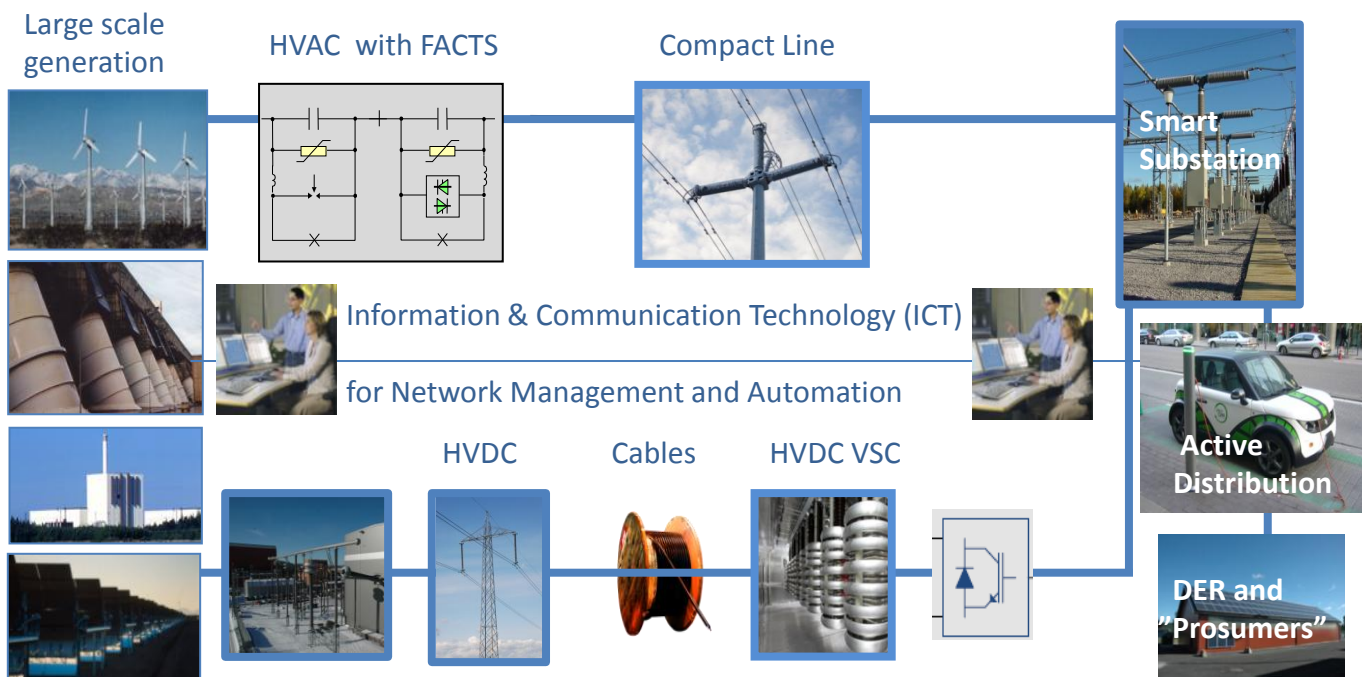 Large scale
generation
HVAC with FACTS
Compact Line
Smart
Substation
Information & Communication Technology (ICT)
for Network Management and Automation
HVDC
Cables
HVDC VSC
Active
Distribution
DER and
”Prosumers”